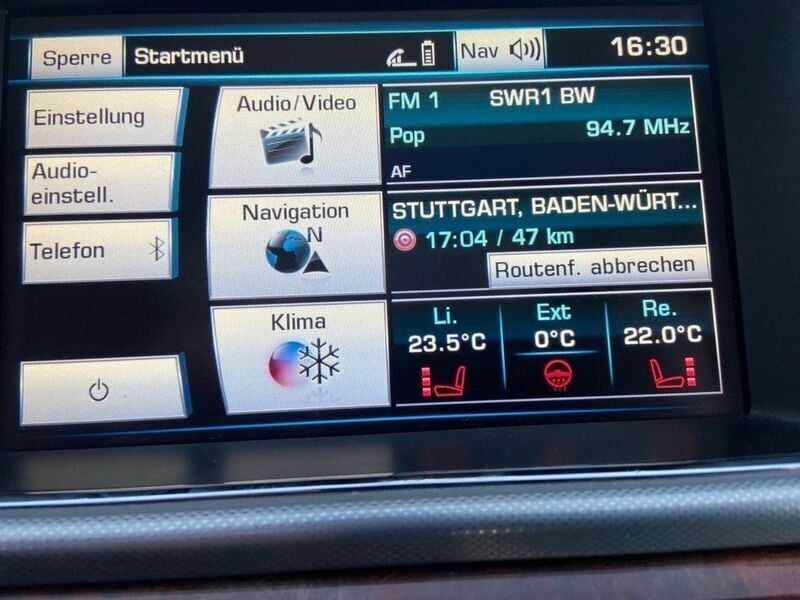 Sperre Startmenü Nav 16:30
Einstellung
Audio-
einstell.
Telefon
Audio/Video
Navigation
N
Klima
FM 1 SWR1 BW
Pop 94.7 MHz
AF
STUTTGART, BADEN-WÜRT...
17:04 / 47 km
Routenf. abbrechen
Li. Ext Re.
23.5°C 0°C 22.0°C